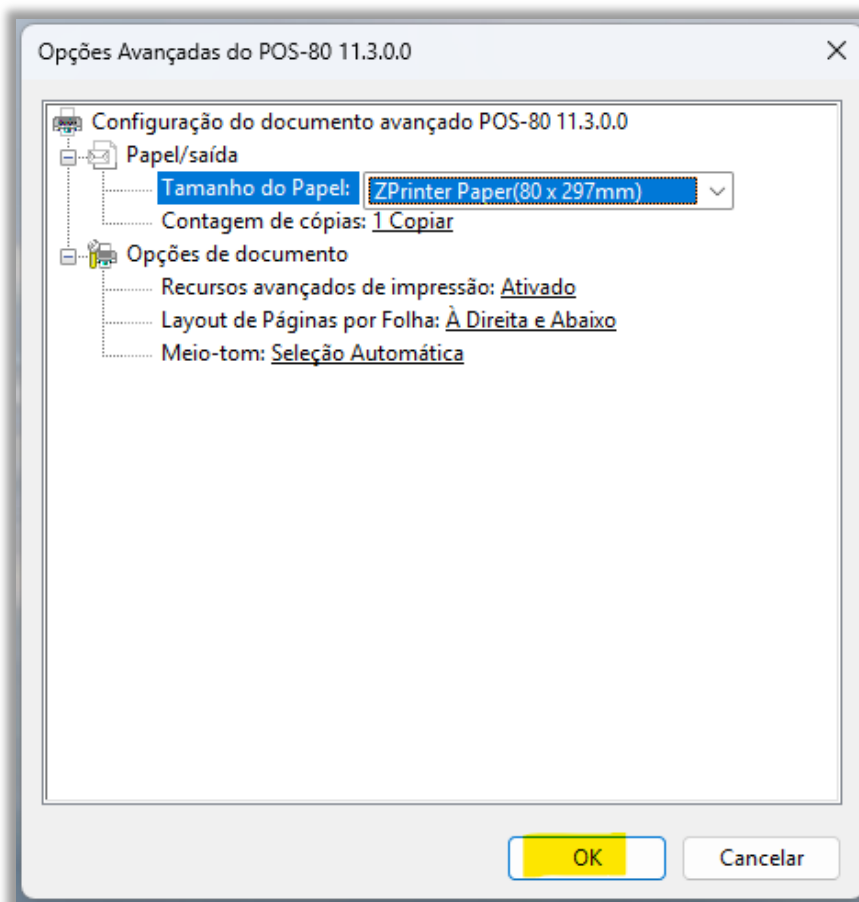 Opções Avançadas do POS-80 11.3.0.0
Configuração do documento avançado POS-80 11.3.0.0
Papel/saída
Tamanho do Papel: ZPrinter Paper(80 x 297mm)
Contagem de cópias: 1 Copiar
Opções de documento
Recursos avançados de impressão: Ativado
Layout de Páginas por Folha: À Direita e Abaixo
Meio-tom: Seleção Automática
OK Cancelar